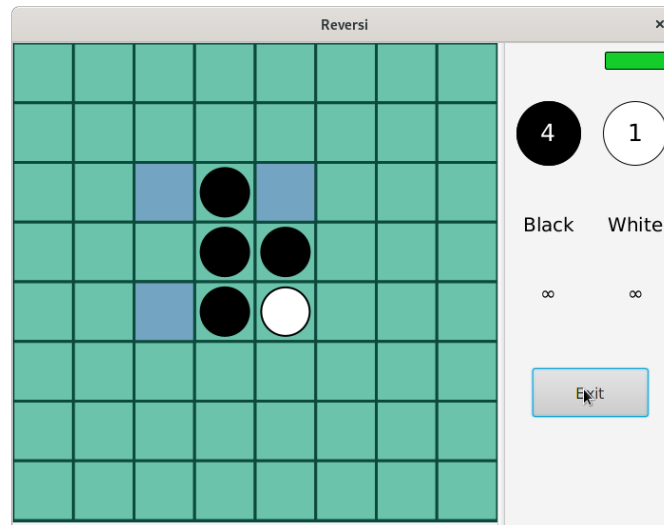 Reversi
×
4 1
Black White
∞ ∞
Exit